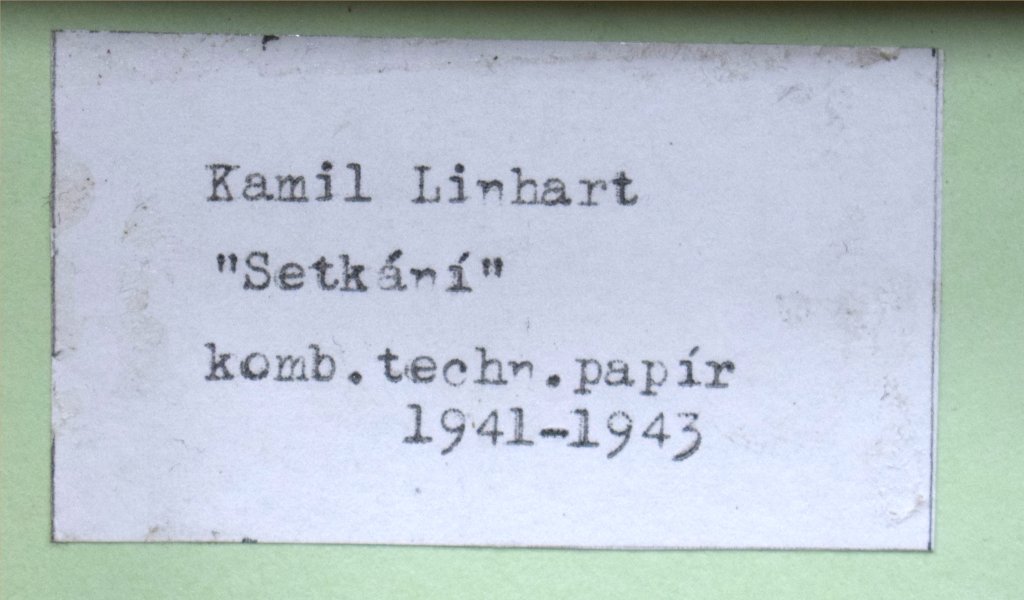 Kamil Linhart
"Setkání"
komb.techn.papír
1941-1943